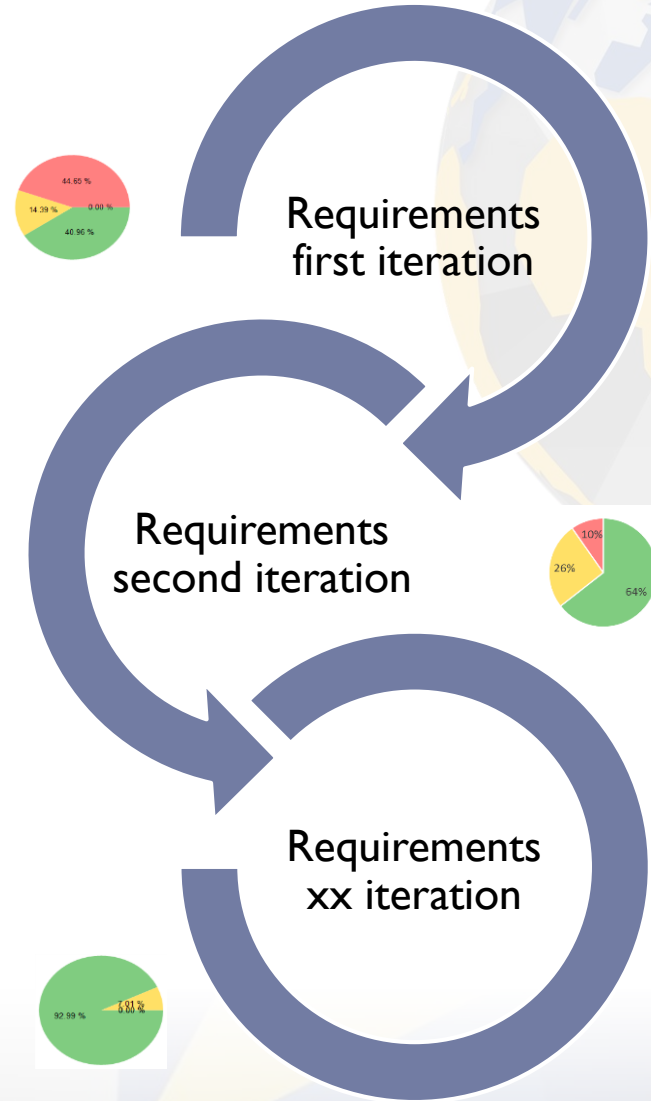 44.65 %
14.39 %
0.00 %
40.96 %
Requirements
first iteration
Requirements
second iteration
10%
26%
64%
Requirements
xx iteration
7.01 %
92.99 %
0.00 %